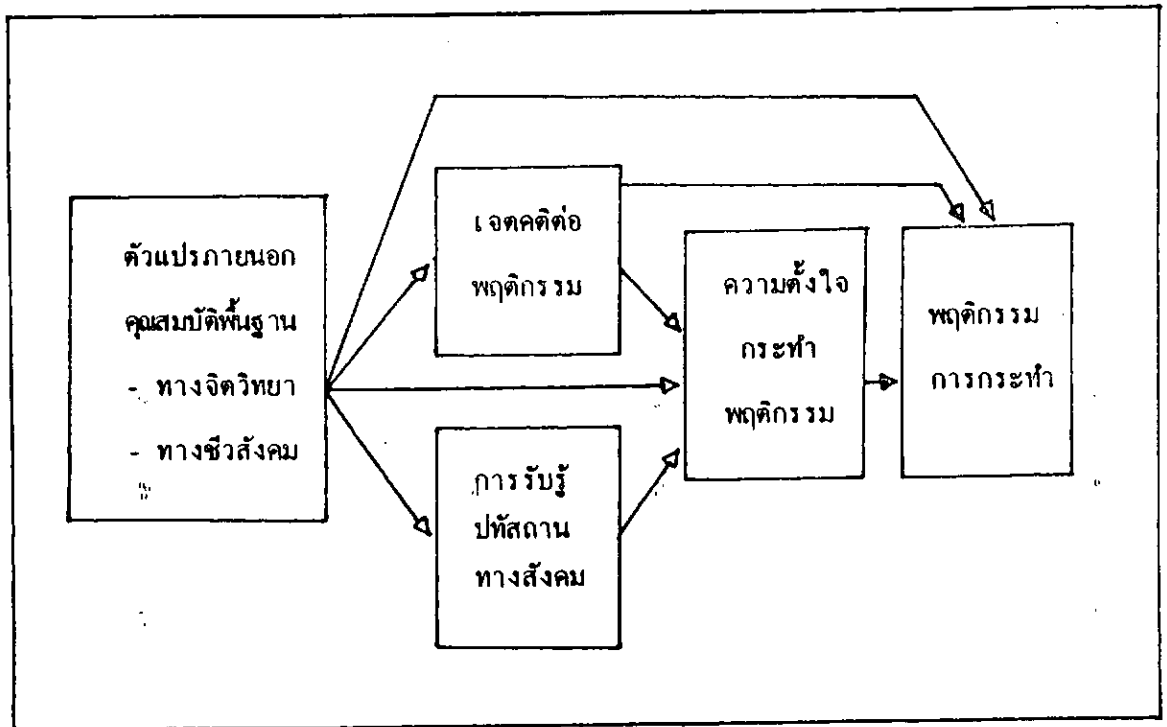 ตัวแปรภายนอก
คุณสมบัติพื้นฐาน
- ทางจิตวิทยา
- ทางชีวสังคม
เจตคติต่อ
พฤติกรรม
การรับรู้
ปทัสถาน
ทางสังคม
ความตั้งใจ
กระทำ
พฤติกรรม
พฤติกรรม
การกระทำ